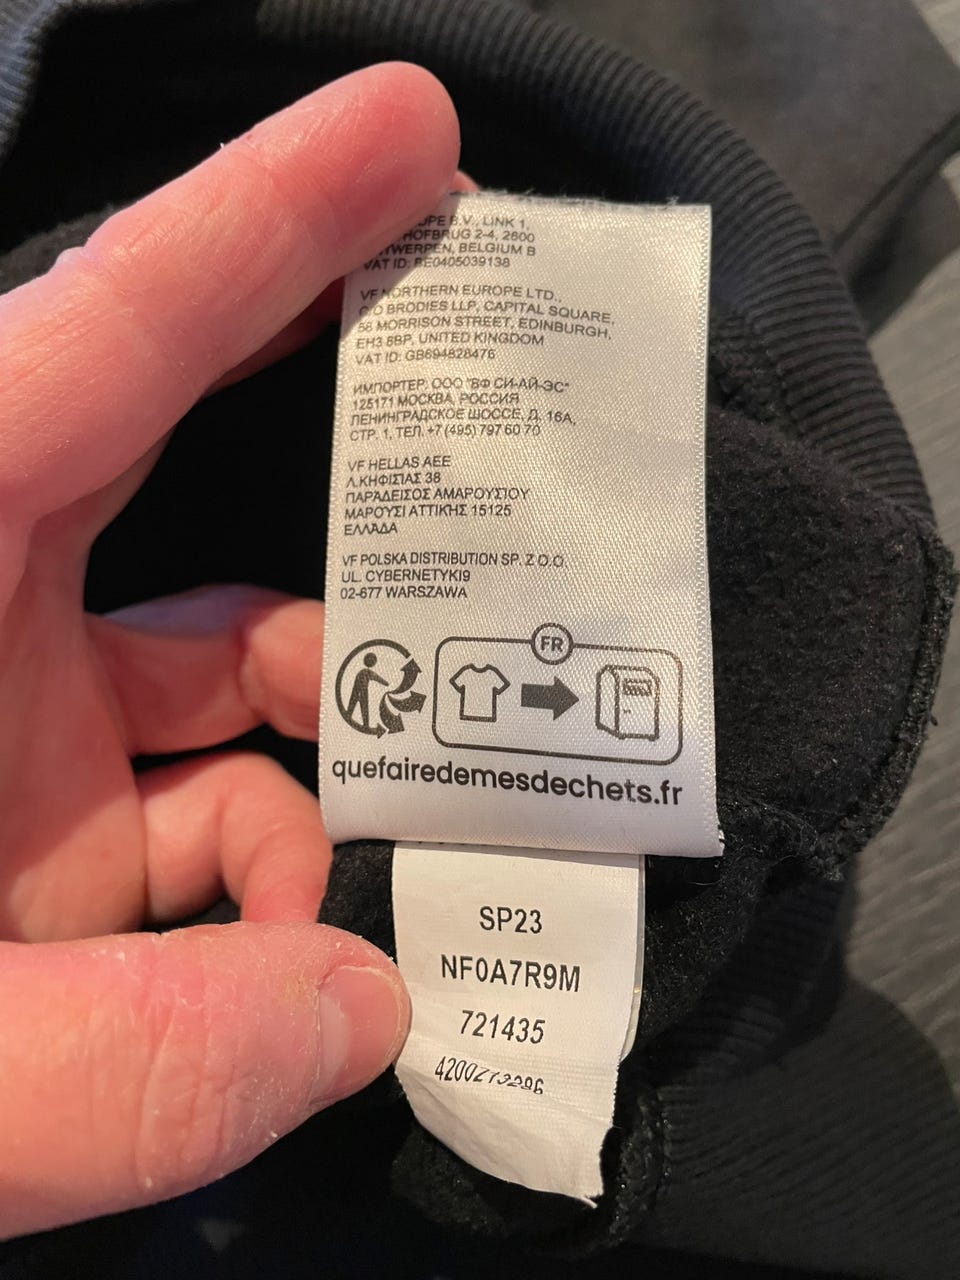 LINK 1,
2-4, 2600
BELGIUM B
VAT ID: BE0405039138
VF NORTHERN EUROPE LTD.,
C/O BRODIES LLP, CAPITAL SQUARE,
58 MORRISON STREET, EDINBURGH,
EH3 8BP, UNITED KINGDOM
VAT ID: GB694828476
ИМПОРТЕР: ООО "ВФ СИ-АЙ-ЭС"
125171 МОСКВА, РОССИЯ
ЛЕНИНГРАДСКОЕ ШОССЕ, Д. 16А,
СТР. 1, ТЕЛ. +7 (495) 797 60 70
VF HELLAS AEE
Λ.ΚΗΦΙΣΙΑΣ 38
ΠΑΡΑΔΕΙΣΟΣ ΑΜΑΡΟΥΣΙΟΥ
ΜΑΡΟΥΣΙ ΑΤΤΙΚΗΣ 15125
ΕΛΛΑΔΑ
VF POLSKA DISTRIBUTION SP. Z O.O.
UL. CYBERNETYKI9
02-677 WARSZAWA
FR
quefairedemesdechets.fr
SP23
NF0A7R9M
721435